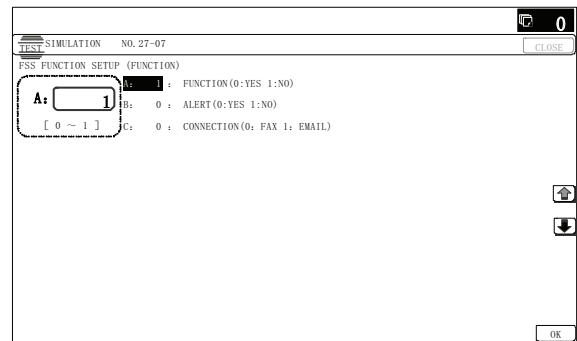 0
TEST SIMULATION NO.27-07
CLOSE
FSS FUNCTION SETUP (FUNCTION)
A: 1
[ 0 ～ 1 ]
A: 1 : FUNCTION(0:YES 1:NO)
B: 0 : ALERT(0:YES 1:NO)
C: 0 : CONNECTION(0: FAX 1: EMAIL)
OK